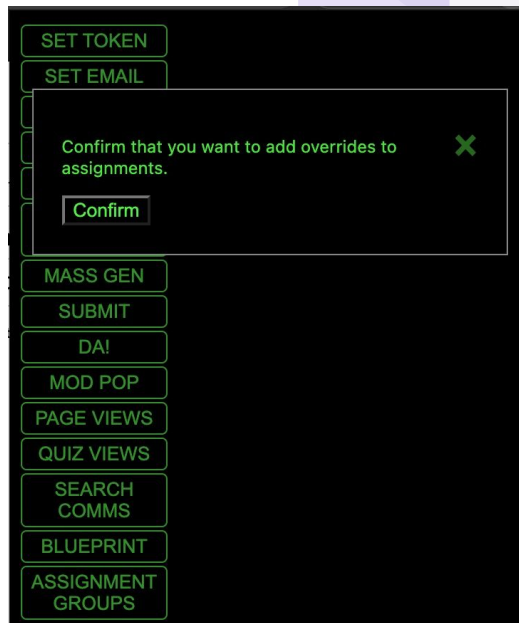 SET TOKEN
SET EMAIL
Confirm that you want to add overrides to
assignments.
Confirm
MASS GEN
SUBMIT
DA!
MOD POP
PAGE VIEWS
QUIZ VIEWS
SEARCH
COMMS
BLUEPRINT
ASSIGNMENT
GROUPS